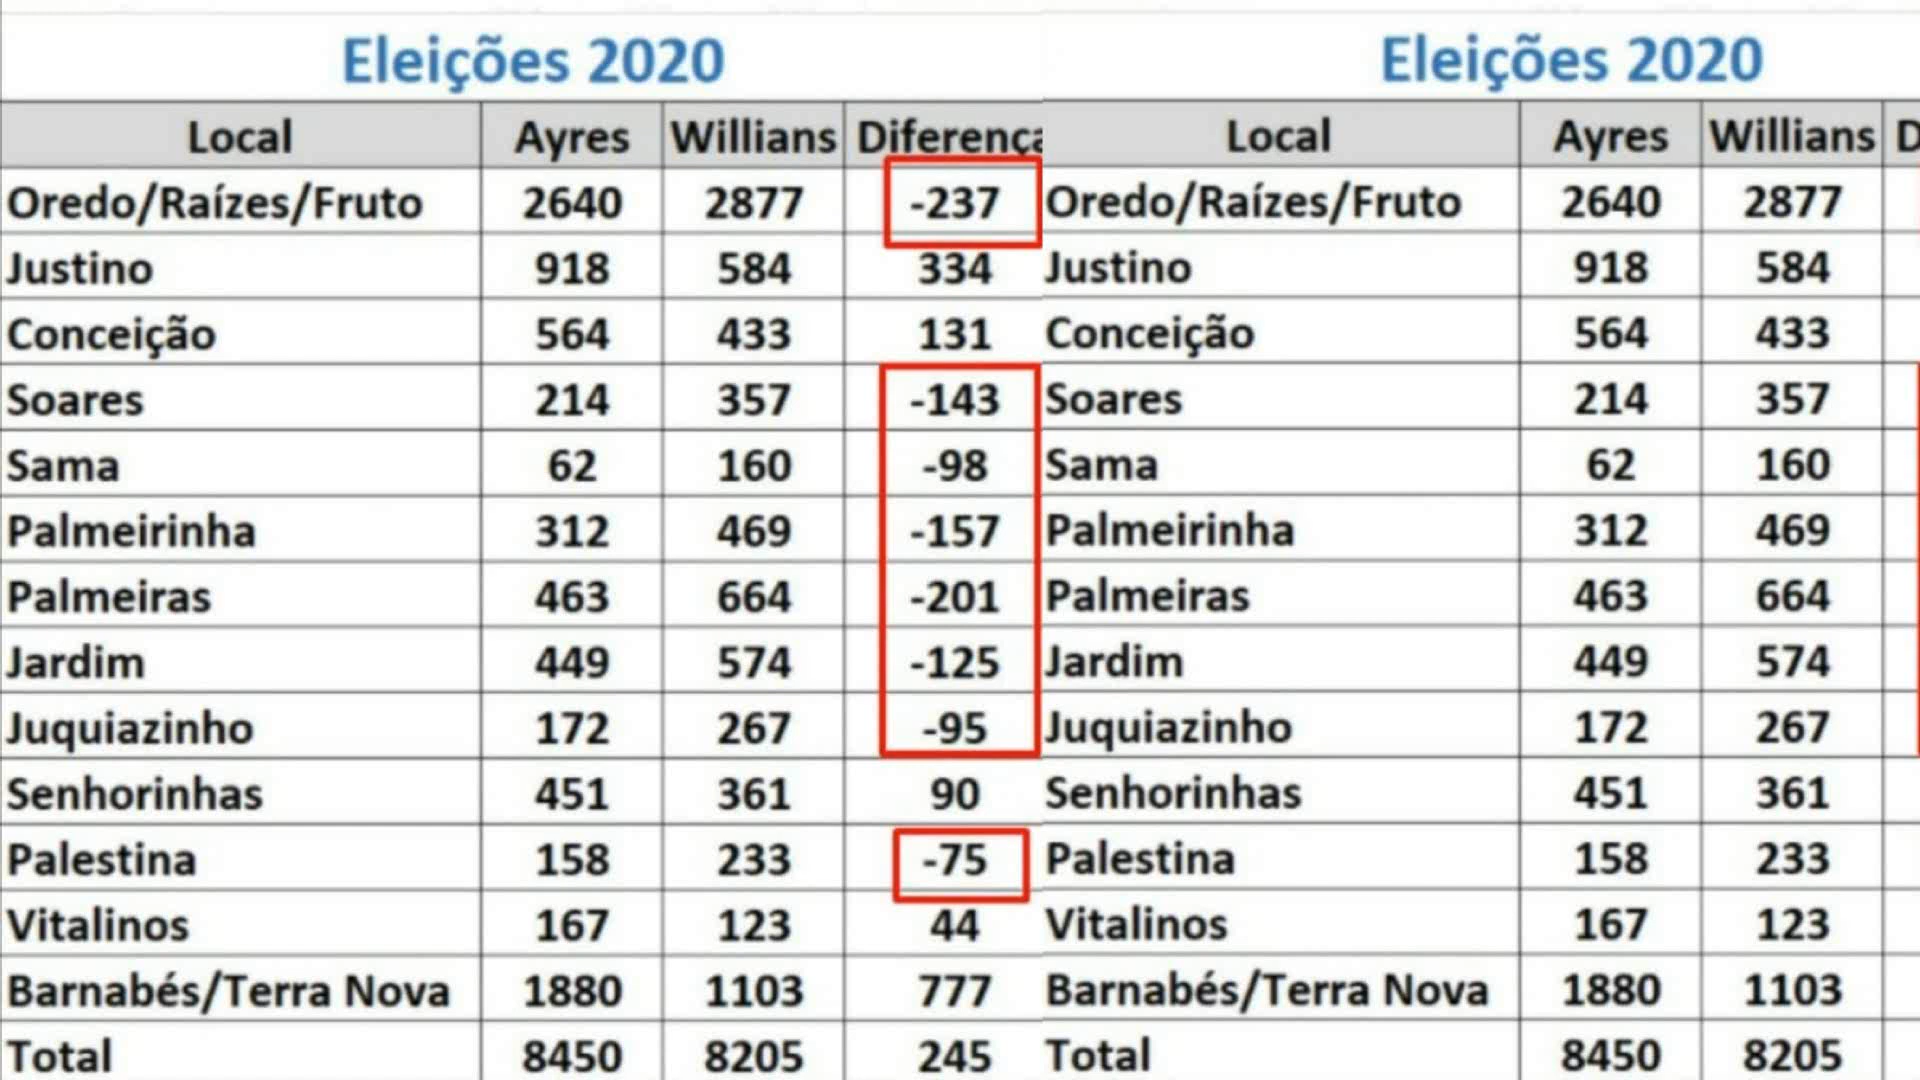 Eleições 2020
Local Ayres Willians Diferença
Oredo/Raízes/Fruto 2640 2877 -237
Justino 918 584 334
Conceição 564 433 131
Soares 214 357 -143
Sama 62 160 -98
Palmeirinha 312 469 -157
Palmeiras 463 664 -201
Jardim 449 574 -125
Juquiazinho 172 267 -95
Senhorinhas 451 361 90
Palestina 158 233 -75
Vitalinos 167 123 44
Barnabés/Terra Nova 1880 1103 777
Total 8450 8205 245
Eleições 2020
Local Ayres Willians D
Oredo/Raízes/Fruto 2640 2877
Justino 918 584
Conceição 564 433
Soares 214 357
Sama 62 160
Palmeirinha 312 469
Palmeiras 463 664
Jardim 449 574
Juquiazinho 172 267
Senhorinhas 451 361
Palestina 158 233
Vitalinos 167 123
Barnabés/Terra Nova 1880 1103
Total 8450 8205